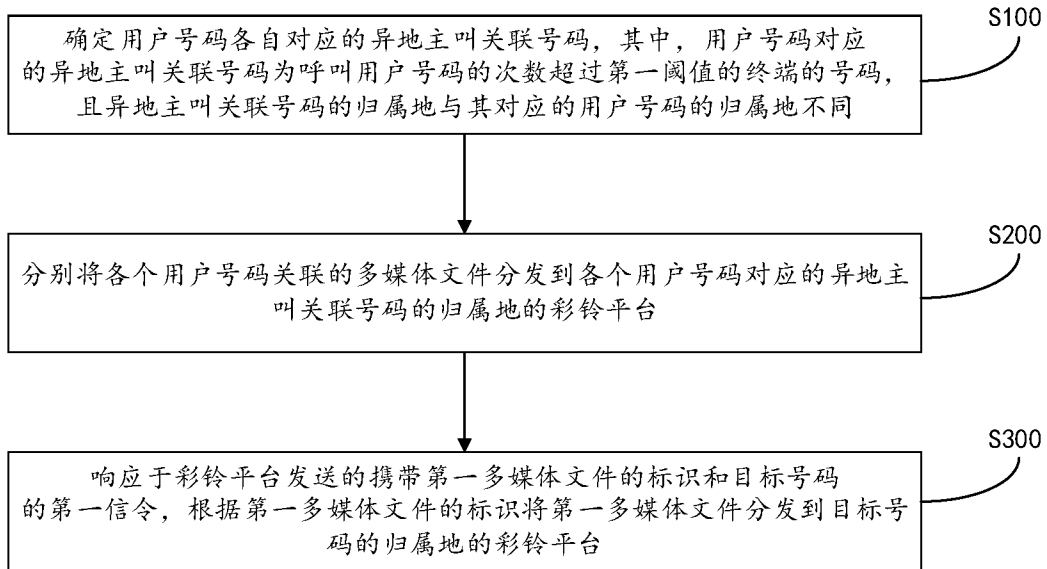 S100
确定用户号码各自对应的异地主叫关联号码，其中，用户号码对应
的异地主叫关联号码为呼叫用户号码的次数超过第一阈值的终端的号码，
且异地主叫关联号码的归属地与其对应的用户号码的归属地不同
S200
分别将各个用户号码关联的多媒体文件分发到各个用户号码对应的异地主
叫关联号码的归属地的彩铃平台
S300
响应于彩铃平台发送的携带第一多媒体文件的标识和目标号码
的第一信令，根据第一多媒体文件的标识将第一多媒体文件分发到目标号
码的归属地的彩铃平台